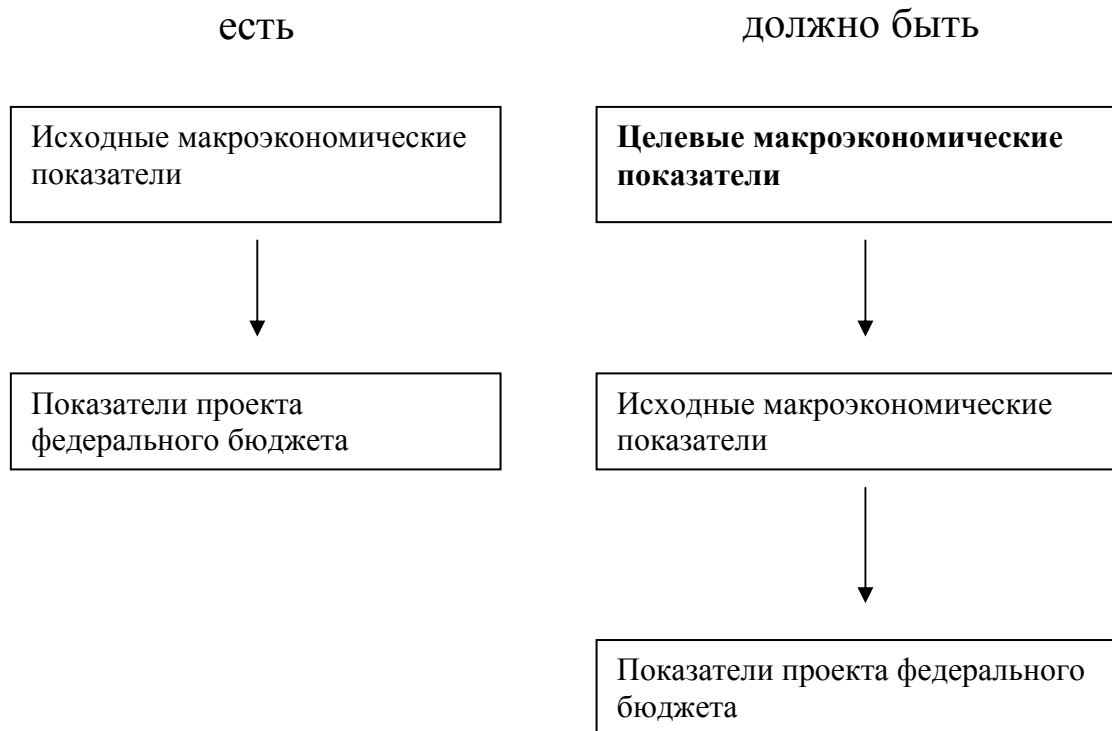 есть
Исходные макроэкономические
показатели
Показатели проекта
федерального бюджета
должно быть
Целевые макроэкономические
показатели
Исходные макроэкономические
показатели
Показатели проекта федерального
бюджета